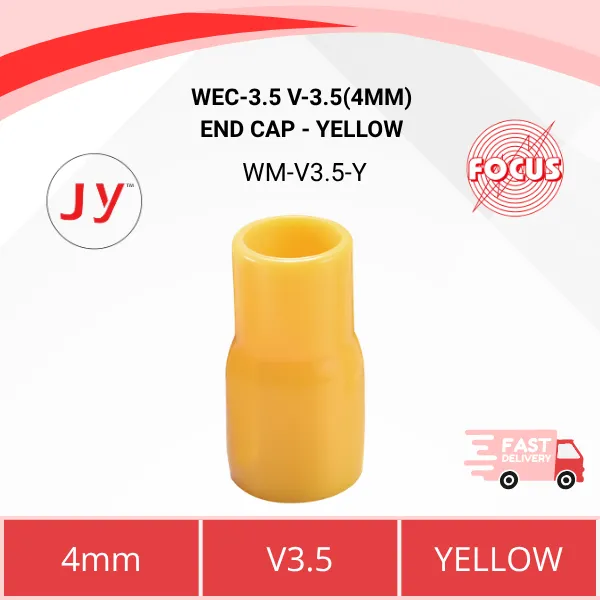 WEC-3.5 V-3.5(4MM)
END CAP - YELLOW
WM-V3.5-Y
JY™
FOCUS
FAST
DELIVERY
4mm
V3.5
YELLOW